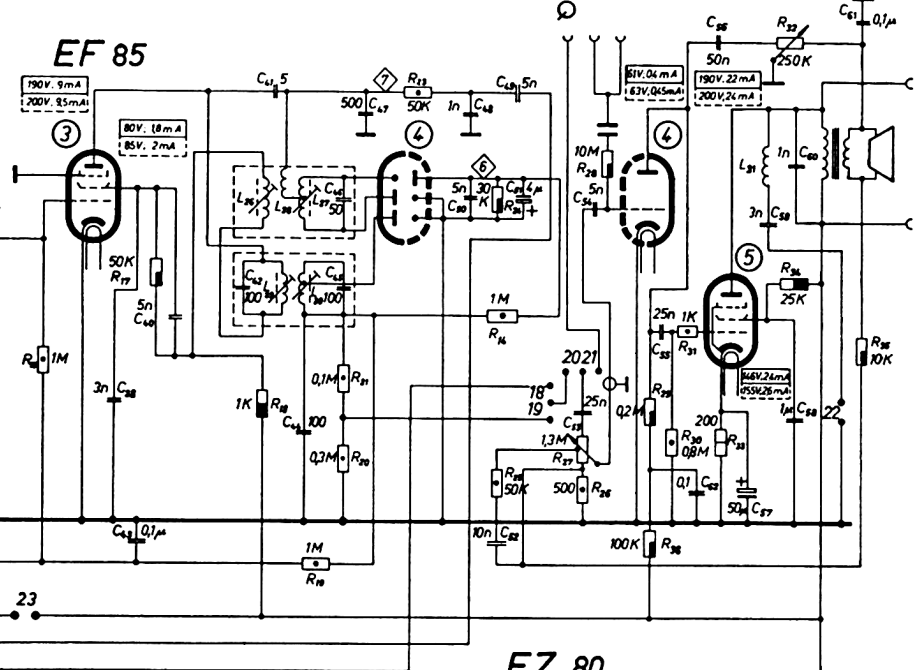 EF 85
190V. 9mA
200V. 9,5mA
3
80V. 1,8mA
85V. 2mA
C41 5
7
R23
50K
500
C47
1n
C48
C49 5n
4
6
5n
C50
30
K
R24
4µ
+
L26
L28
L27
C46
50
C42
100
C45
100
50K
R17
5n
C40
1M
3n C38
1K
C44 100
0,1M R21
0,3M R20
1M
R14
1M
R19
C43 0,1µ
23
61V. 0,4mA
63V. 0,45mA
190V. 22mA
200V. 24mA
C56
50n
R32
250K
C61 0,1µ
10M
R28
5n
C54
4
L31
1n
C60
3n C59
5
R34
25K
25n
C55
1K
R31
146V. 24mA
155V. 26mA
R35
10K
18
19
20 21
25n
C53
1,3M
R27
500 R26
R25
50K
10n C52
0,2M R29
R30
0,8M
0,1 C62
200
R33
+
50µ C57
1µ C58
22
100K R36
EZ 80